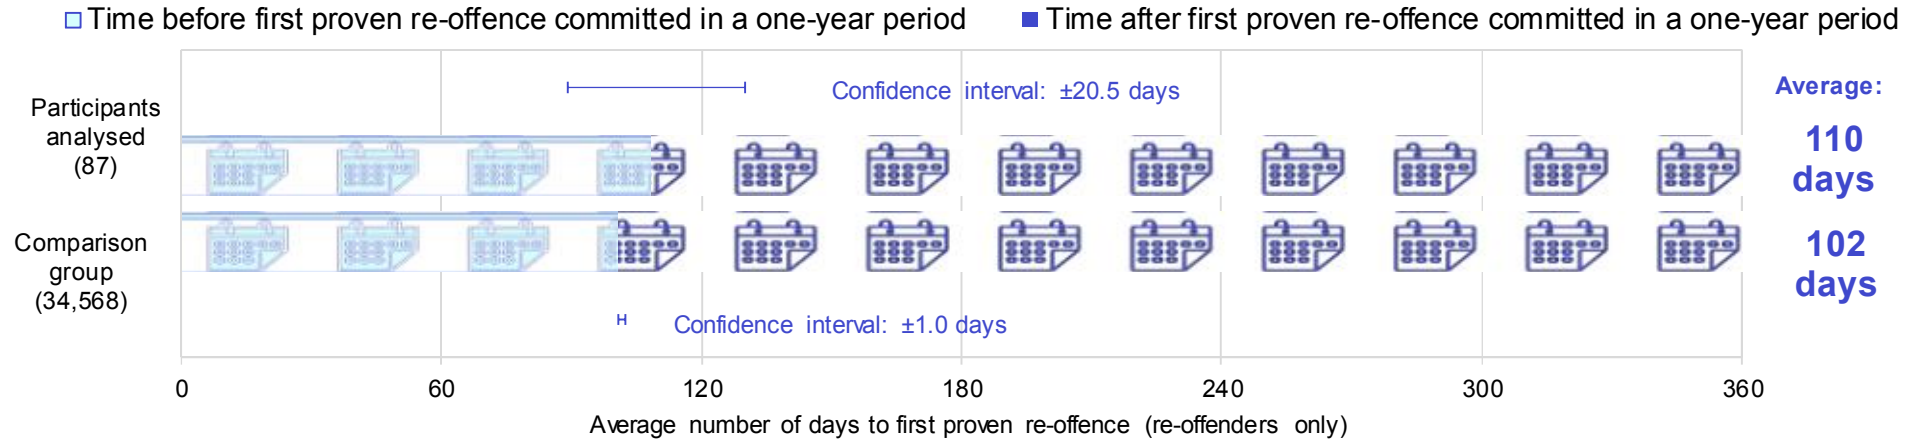 Time before first proven re-offence committed in a one-year period
Time after first proven re-offence committed in a one-year period
Participants
analysed
(87)
Confidence interval: ±20.5 days
Average:
110
days
Comparison
group
(34,568)
102
days
Confidence interval: ±1.0 days
0 60 120 180 240 300 360
Average number of days to first proven re-offence (re-offenders only)